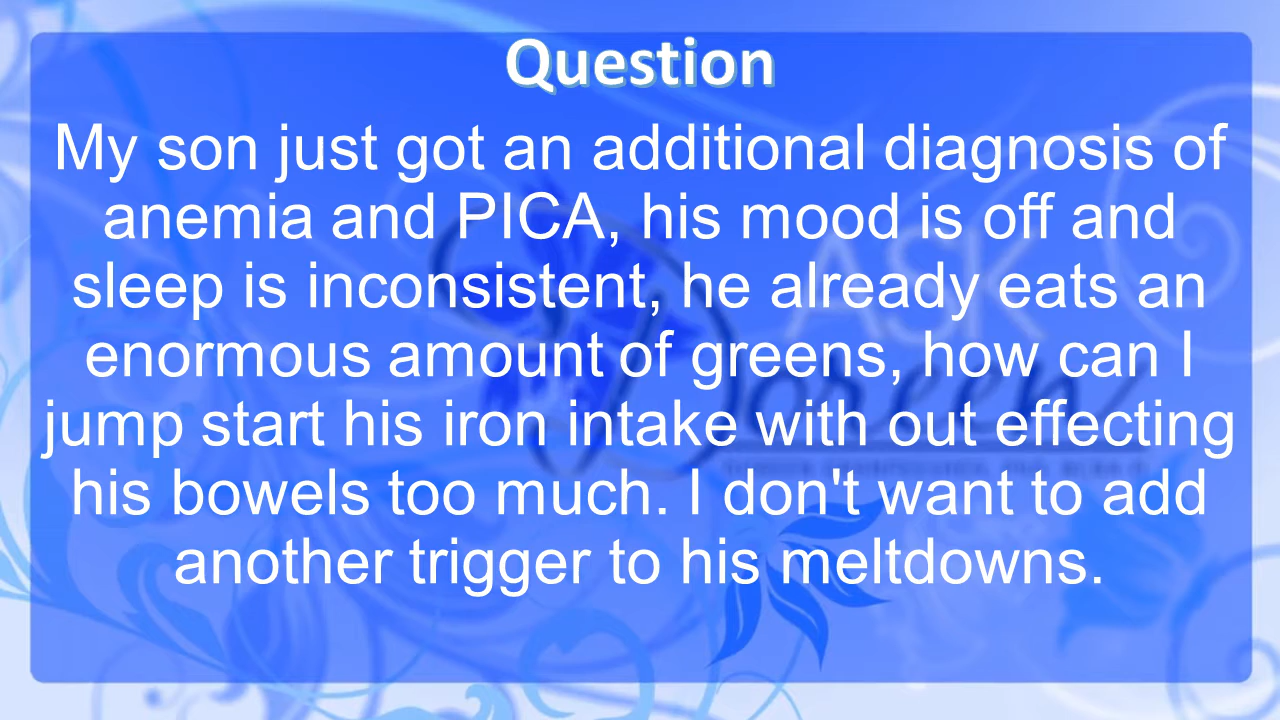 Question
My son just got an additional diagnosis of
anemia and PICA, his mood is off and
sleep is inconsistent, he already eats an
enormous amount of greens, how can I
jump start his iron intake with out effecting
his bowels too much. I don't want to add
another trigger to his meltdowns.
ASK
Doreen